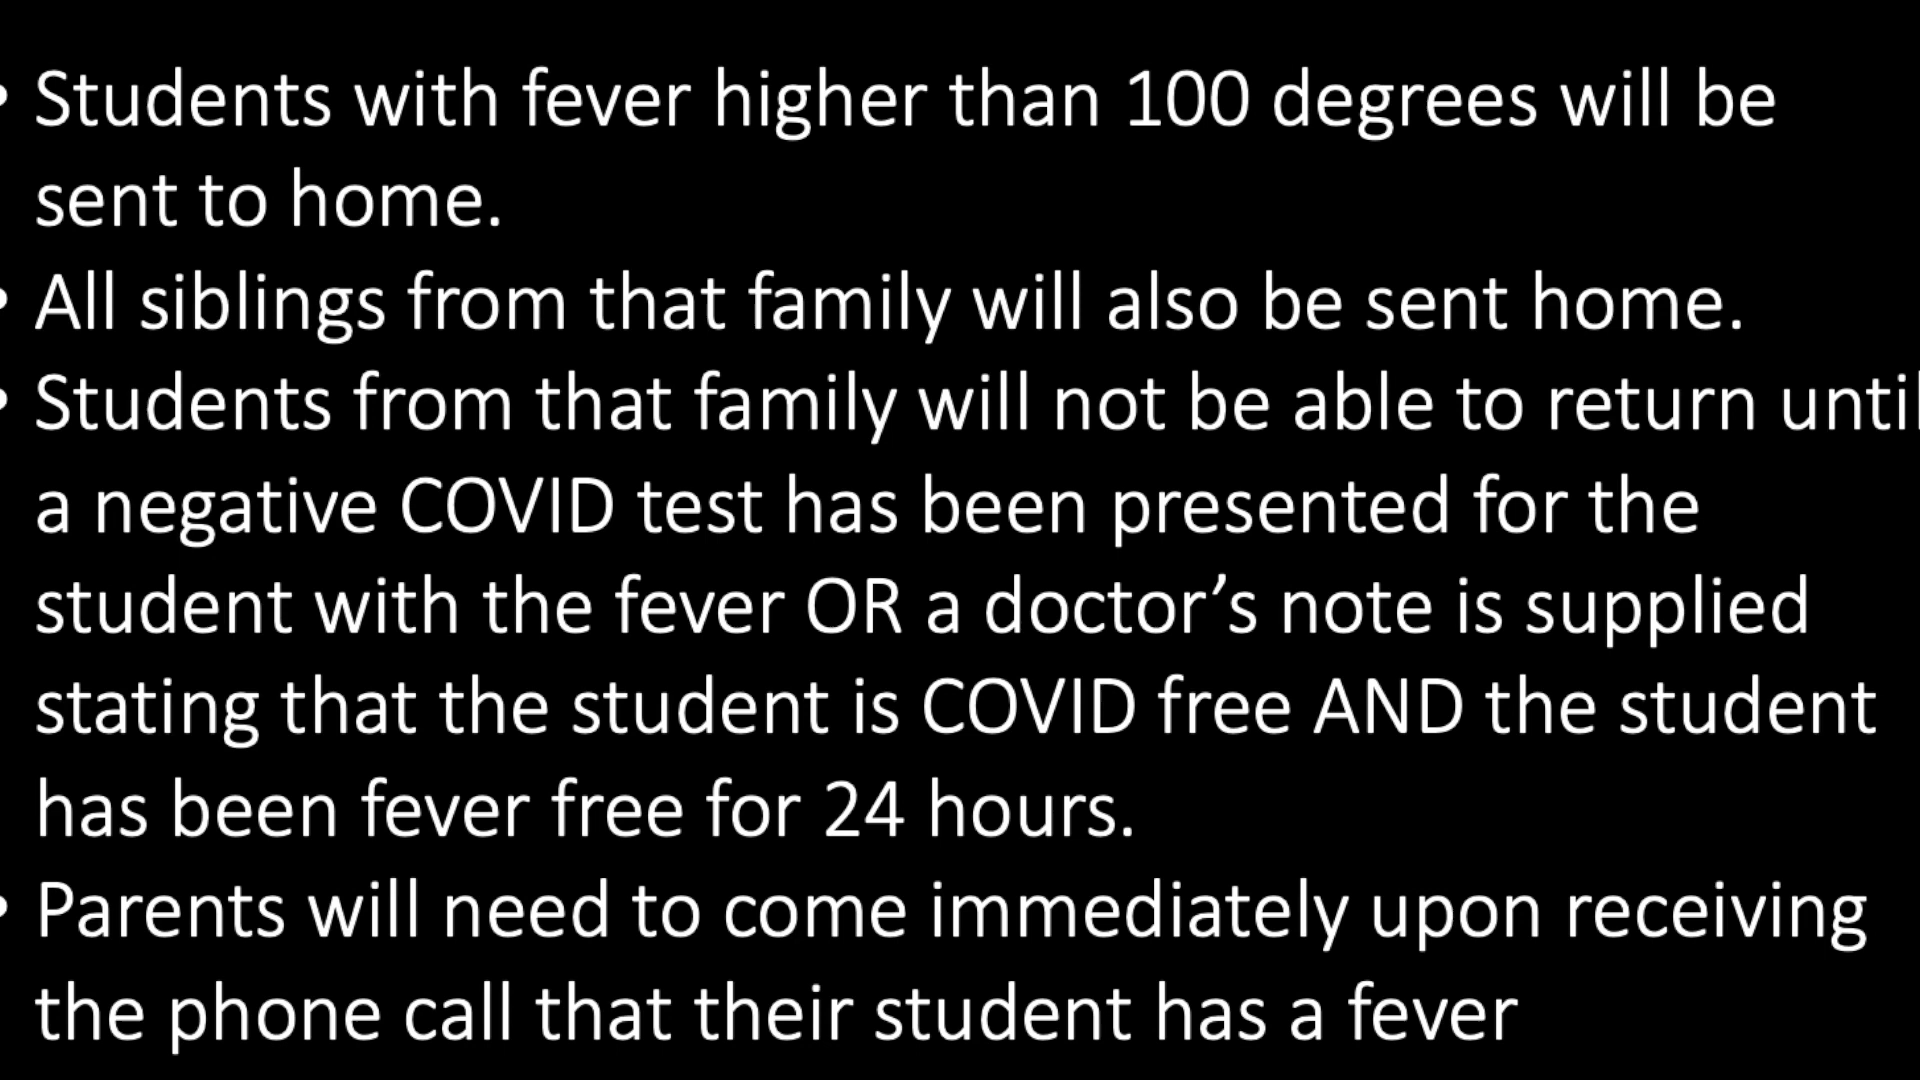 • Students with fever higher than 100 degrees will be
sent to home.
• All siblings from that family will also be sent home.
• Students from that family will not be able to return until
a negative COVID test has been presented for the
student with the fever OR a doctor’s note is supplied
stating that the student is COVID free AND the student
has been fever free for 24 hours.
• Parents will need to come immediately upon receiving
the phone call that their student has a fever